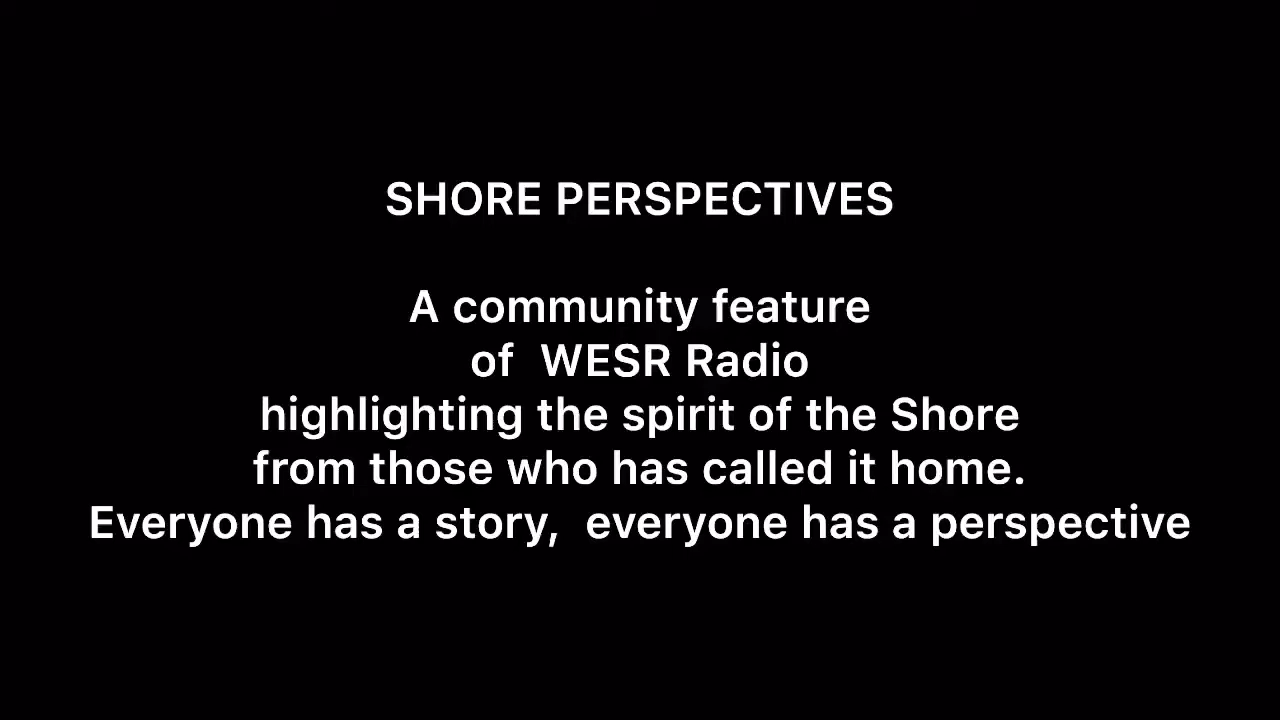 SHORE PERSPECTIVES
A community feature
of  WESR Radio
highlighting the spirit of the Shore
from those who has called it home.
Everyone has a story,  everyone has a perspective